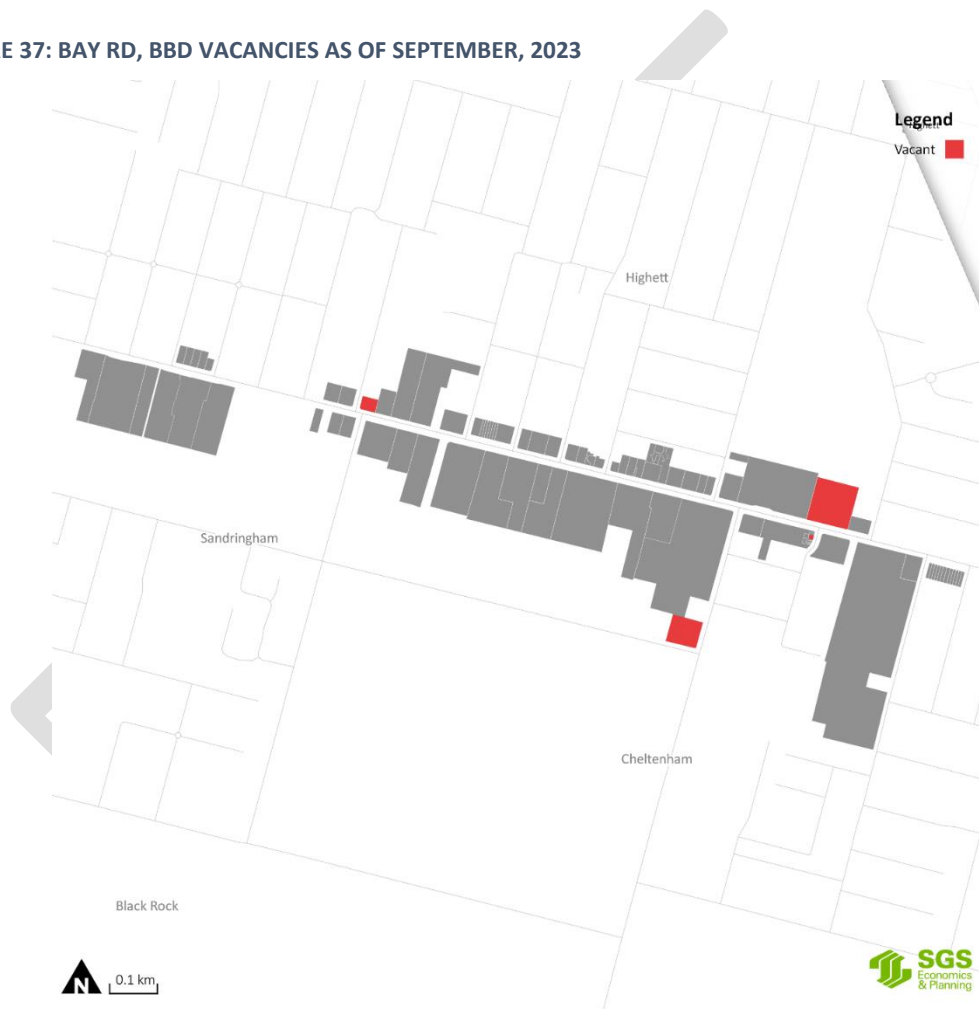 E 37: BAY RD, BBD VACANCIES AS OF SEPTEMBER, 2023
Legend
Highett
Vacant
Highett
Sandringham
Cheltenham
Black Rock
N
0.1 km
SGS
Economics
& Planning